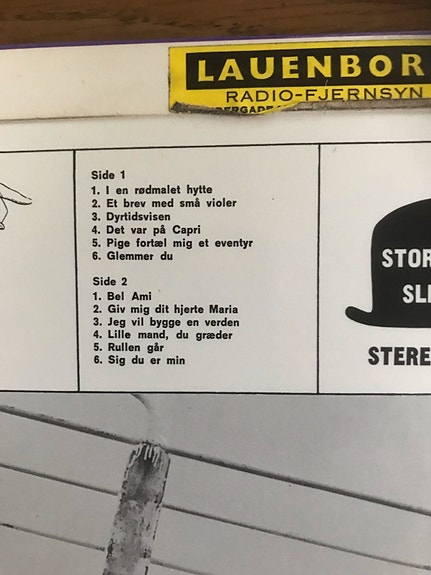 LAUENBOR
RADIO-FJERNSYN
Side 1
1. I en rødmalet hytte
2. Et brev med små violer
3. Dyrtidsvisen
4. Det var på Capri
5. Pige fortæl mig et eventyr
6. Glemmer du
Side 2
1. Bel Ami
2. Giv mig dit hjerte Maria
3. Jeg vil bygge en verden
4. Lille mand, du græder
5. Rullen går
6. Sig du er min
STOR
SL
STERE